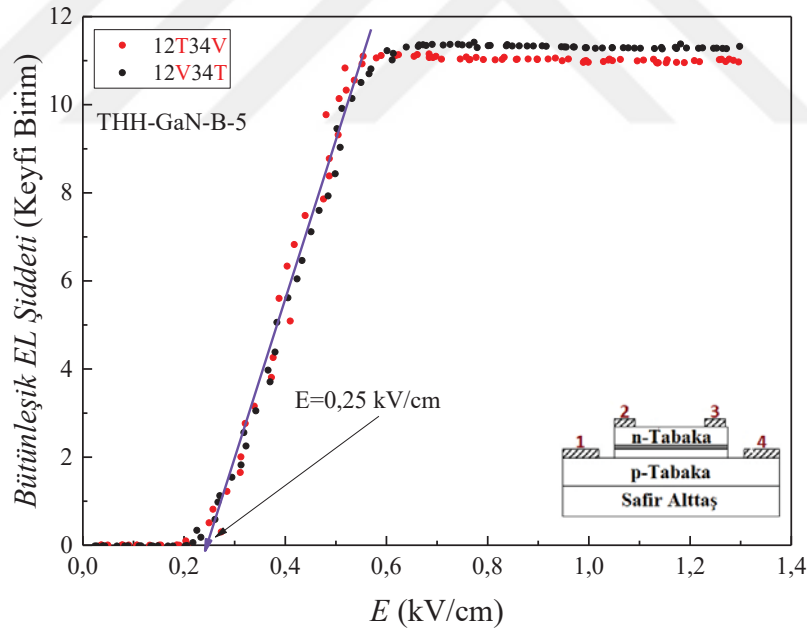 12
10
8
6
4
2
0
Bütünleşik EL Şiddeti (Keyfi Birim)
12T34V
12V34T
THH-GaN-B-5
E=0,25 kV/cm
1
2
3
4
n-Tabaka
p-Tabaka
Safir Alttaş
0,0 0,2 0,4 0,6 0,8 1,0 1,2 1,4
E (kV/cm)